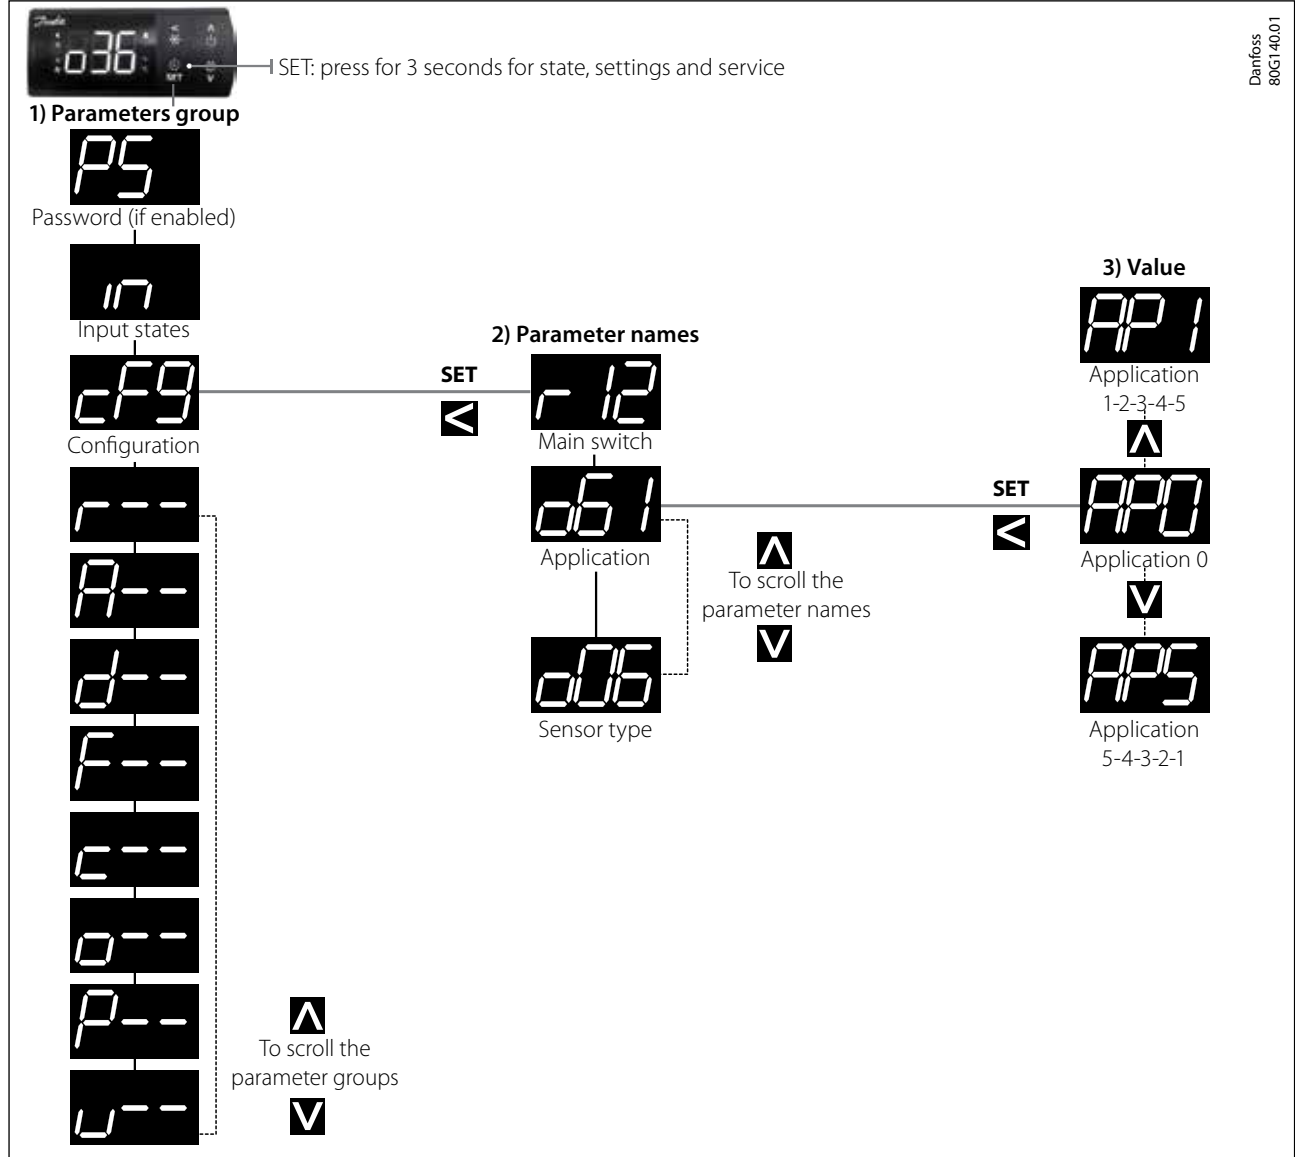 Danfoss
o36
SET
SET: press for 3 seconds for state, settings and service
Danfoss
80G140.01
1) Parameters group
PS
Password (if enabled)
in
Input states
cFg
Configuration
r--
A--
d--
F--
c--
o--
P--
u--
To scroll the
parameter groups
SET
2) Parameter names
r12
Main switch
o61
Application
o06
Sensor type
To scroll the
parameter names
SET
3) Value
AP1
Application
1-2-3-4-5
AP0
Application 0
AP5
Application
5-4-3-2-1